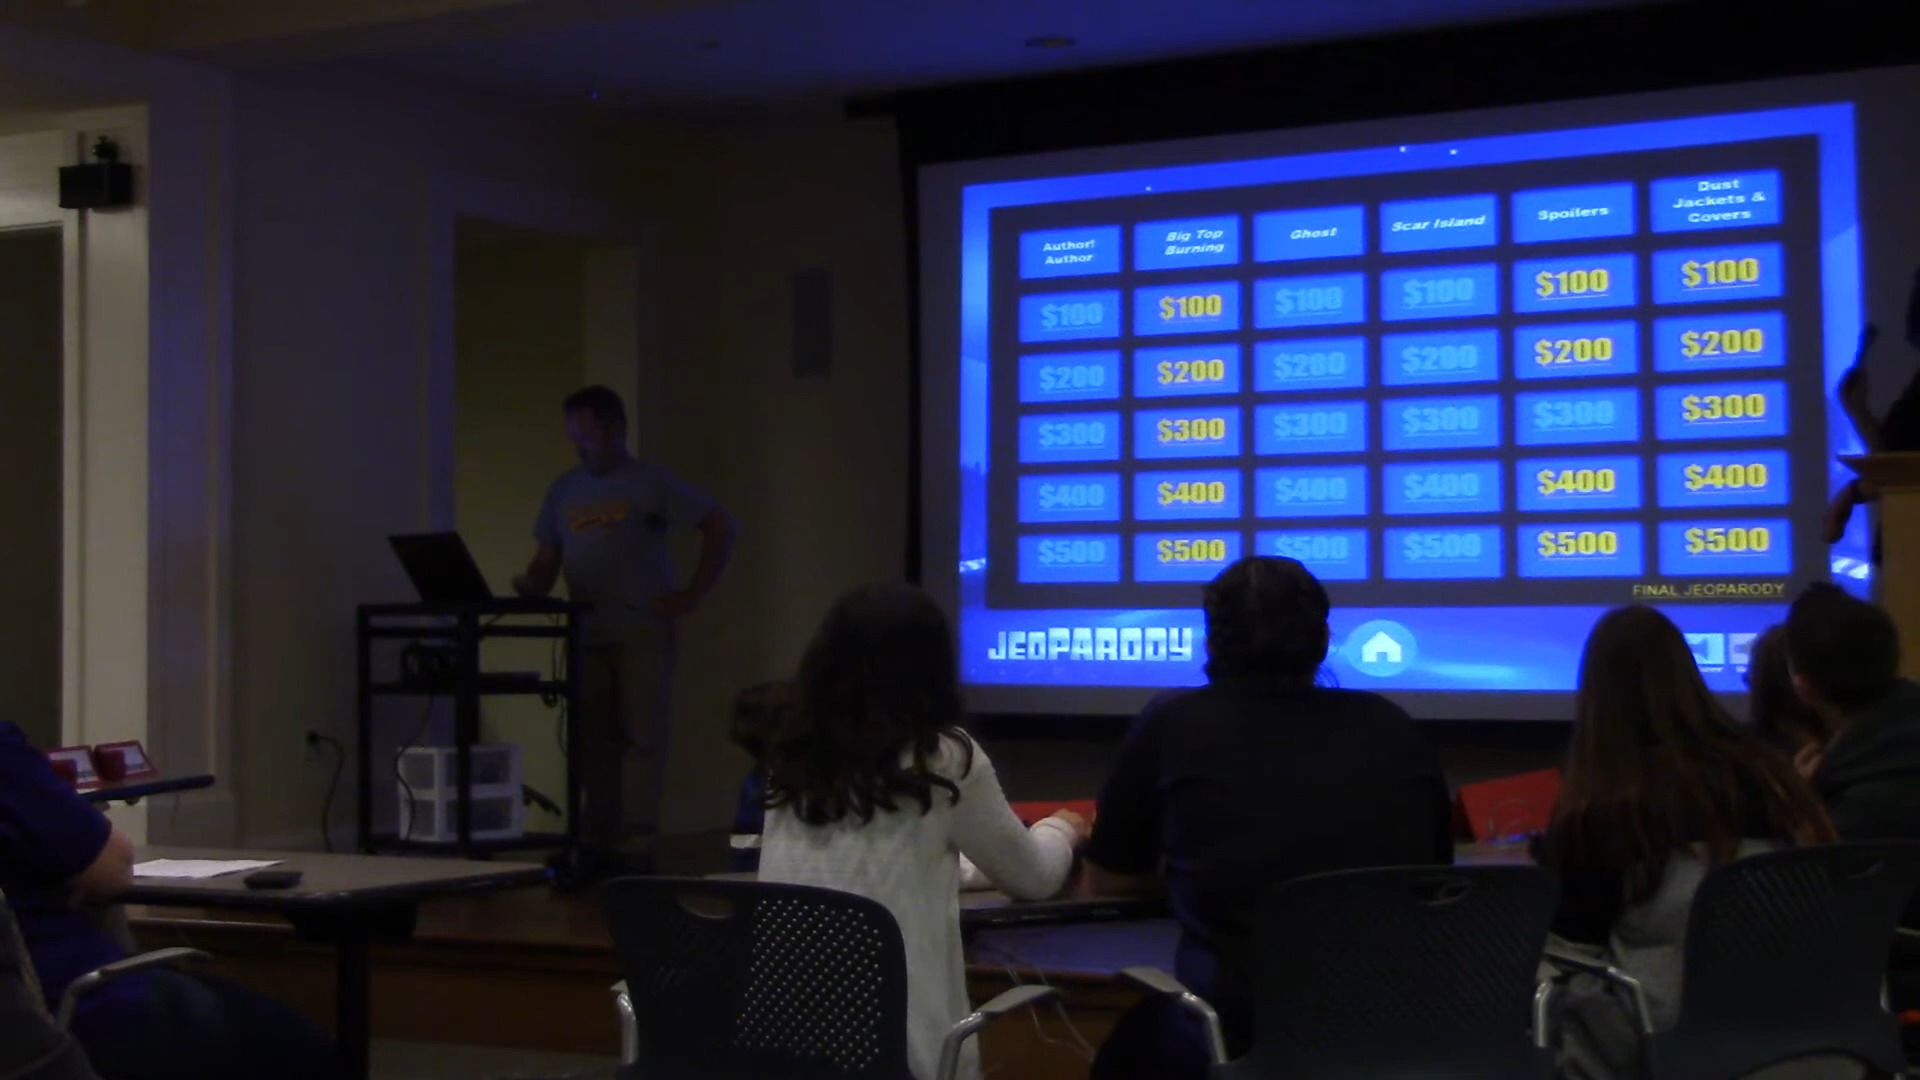 Author!
Author
Big Top
Burning
Ghost
Scar Island
Spoilers
Dust
Jackets &
Covers
$100 $100 $100 $100 $100 $100
$200 $200 $200 $200 $200 $200
$300 $300 $300 $300 $300 $300
$400 $400 $400 $400 $400 $400
$500 $500 $500 $500 $500 $500
FINAL JEOPARODY
JEOPARODY